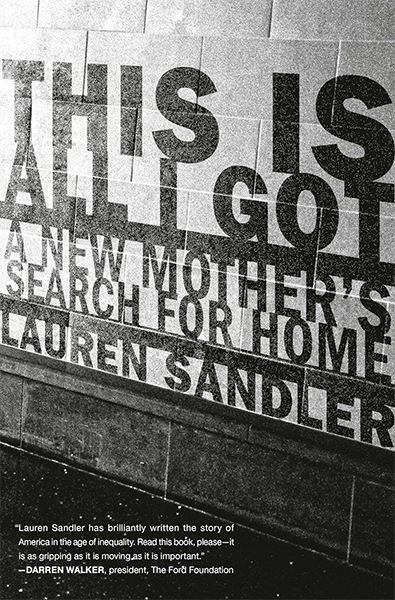 THIS IS
ALL I GOT
A NEW MOTHER'S
SEARCH FOR HOME
LAUREN SANDLER
“Lauren Sandler has brilliantly written the story of
America in the age of inequality. Read this book, please—it
is as gripping as it is moving as it is important.”
—DARREN WALKER, president, The Ford Foundation